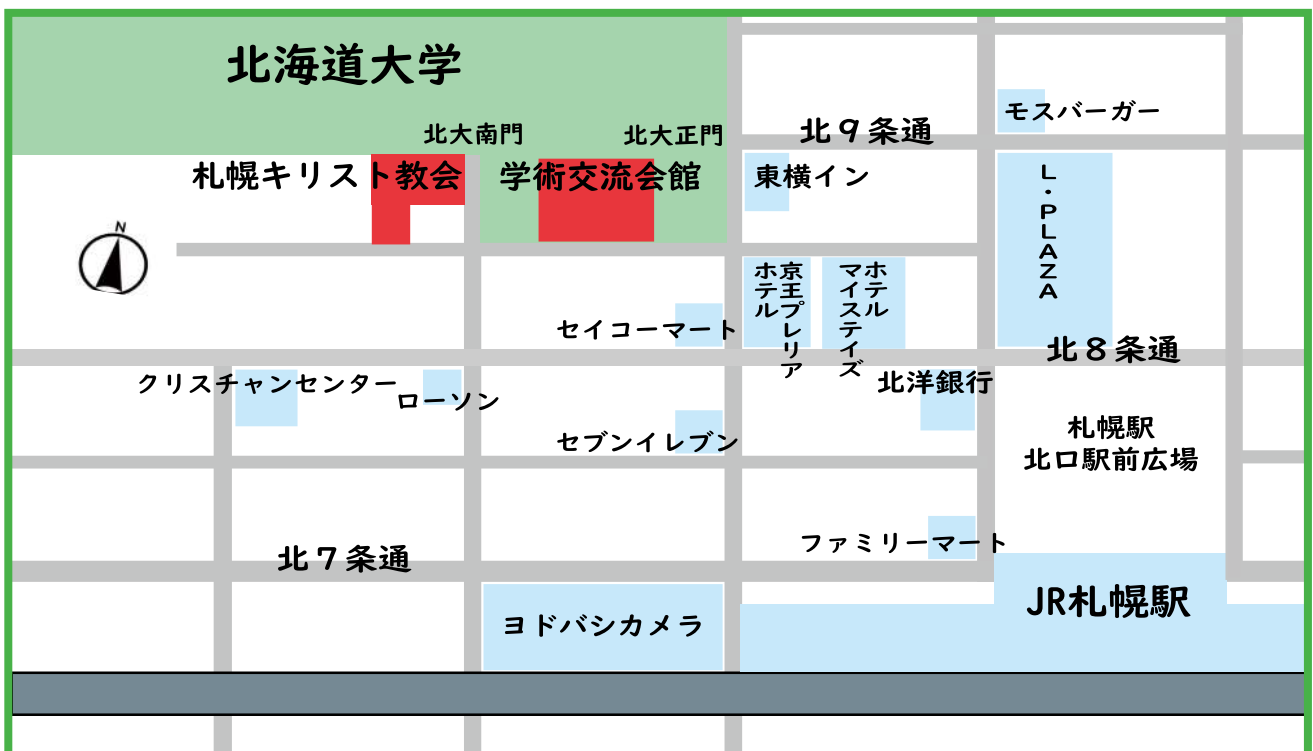 北海道大学
北大南門
北大正門
北9条通
モスバーガー
札幌キリスト教会
学術交流会館
東横イン
L・PLAZA
N
京王プレリア
ホテル
ホテル
マイステイズ
セイコーマート
北8条通
クリスチャンセンター
ローソン
北洋銀行
セブンイレブン
札幌駅
北口駅前広場
ファミリーマート
北7条通
ヨドバシカメラ
JR札幌駅